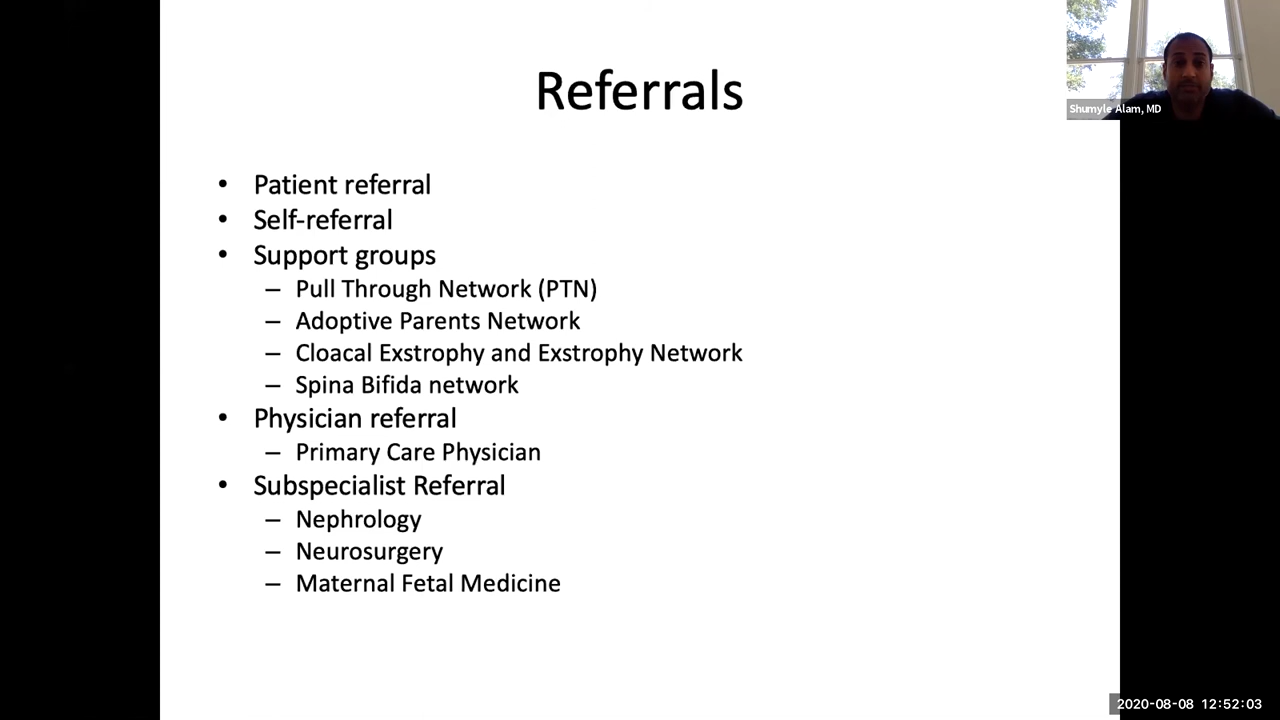 Referrals
Shumyle Alam, MD
• Patient referral
• Self-referral
• Support groups
– Pull Through Network (PTN)
– Adoptive Parents Network
– Cloacal Exstrophy and Exstrophy Network
– Spina Bifida network
• Physician referral
– Primary Care Physician
• Subspecialist Referral
– Nephrology
– Neurosurgery
– Maternal Fetal Medicine
2020-08-08 12:52:03